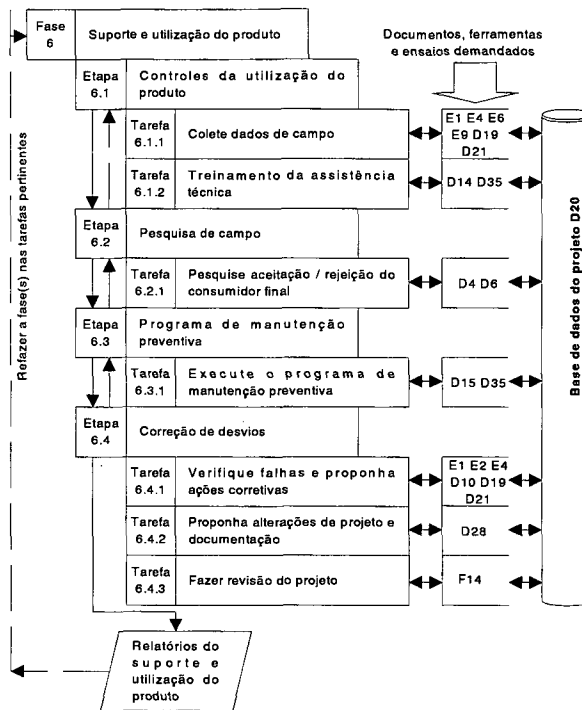 Fase
6
Suporte e utilização do produto
Documentos, ferramentas
e ensaios demandados
Etapa
6.1
Controles da utilização do
produto
Tarefa
6.1.1
Colete dados de campo
E1 E4 E6
E9 D19
D21
Tarefa
6.1.2
Treinamento da assistência
técnica
D14 D35
Etapa
6.2
Pesquisa de campo
Tarefa
6.2.1
Pesquise aceitação / rejeição do
consumidor final
D4 D6
Etapa
6.3
Programa de manutenção
preventiva
Tarefa
6.3.1
Execute o programa de
manutenção preventiva
D15 D35
Etapa
6.4
Correção de desvios
Tarefa
6.4.1
Verifique falhas e proponha
ações corretivas
E1 E2 E4
D10 D19
D21
Tarefa
6.4.2
Proponha alterações de projeto e
documentação
D28
Tarefa
6.4.3
Fazer revisão do projeto
F14
Relatórios do
suporte e
utilização do
produto
Refazer a fase(s) nas tarefas pertinentes
Base de dados do projeto D20